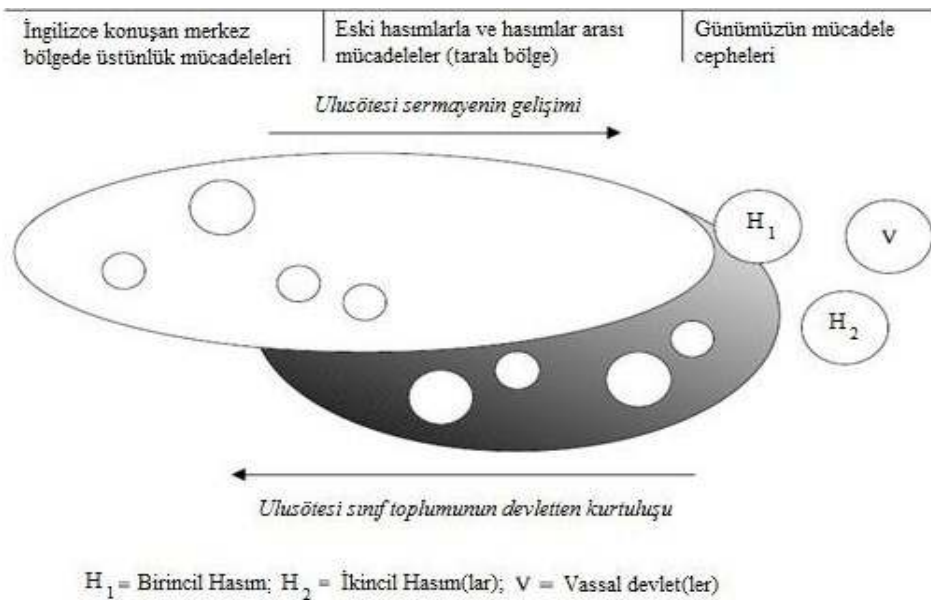 İngilizce konuşan merkez
bölgede üstünlük mücadeleleri
Eski hasımlarla ve hasımlar arası
mücadeleler (taralı bölge)
Günümüzün mücadele
cepheleri
Ulusötesi sermayenin gelişimi
H1
V
H2
Ulusötesi sınıf toplumunun devletten kurtuluşu
H1 = Birincil Hasım; H2 = İkincil Hasım(lar); V = Vassal devlet(ler)